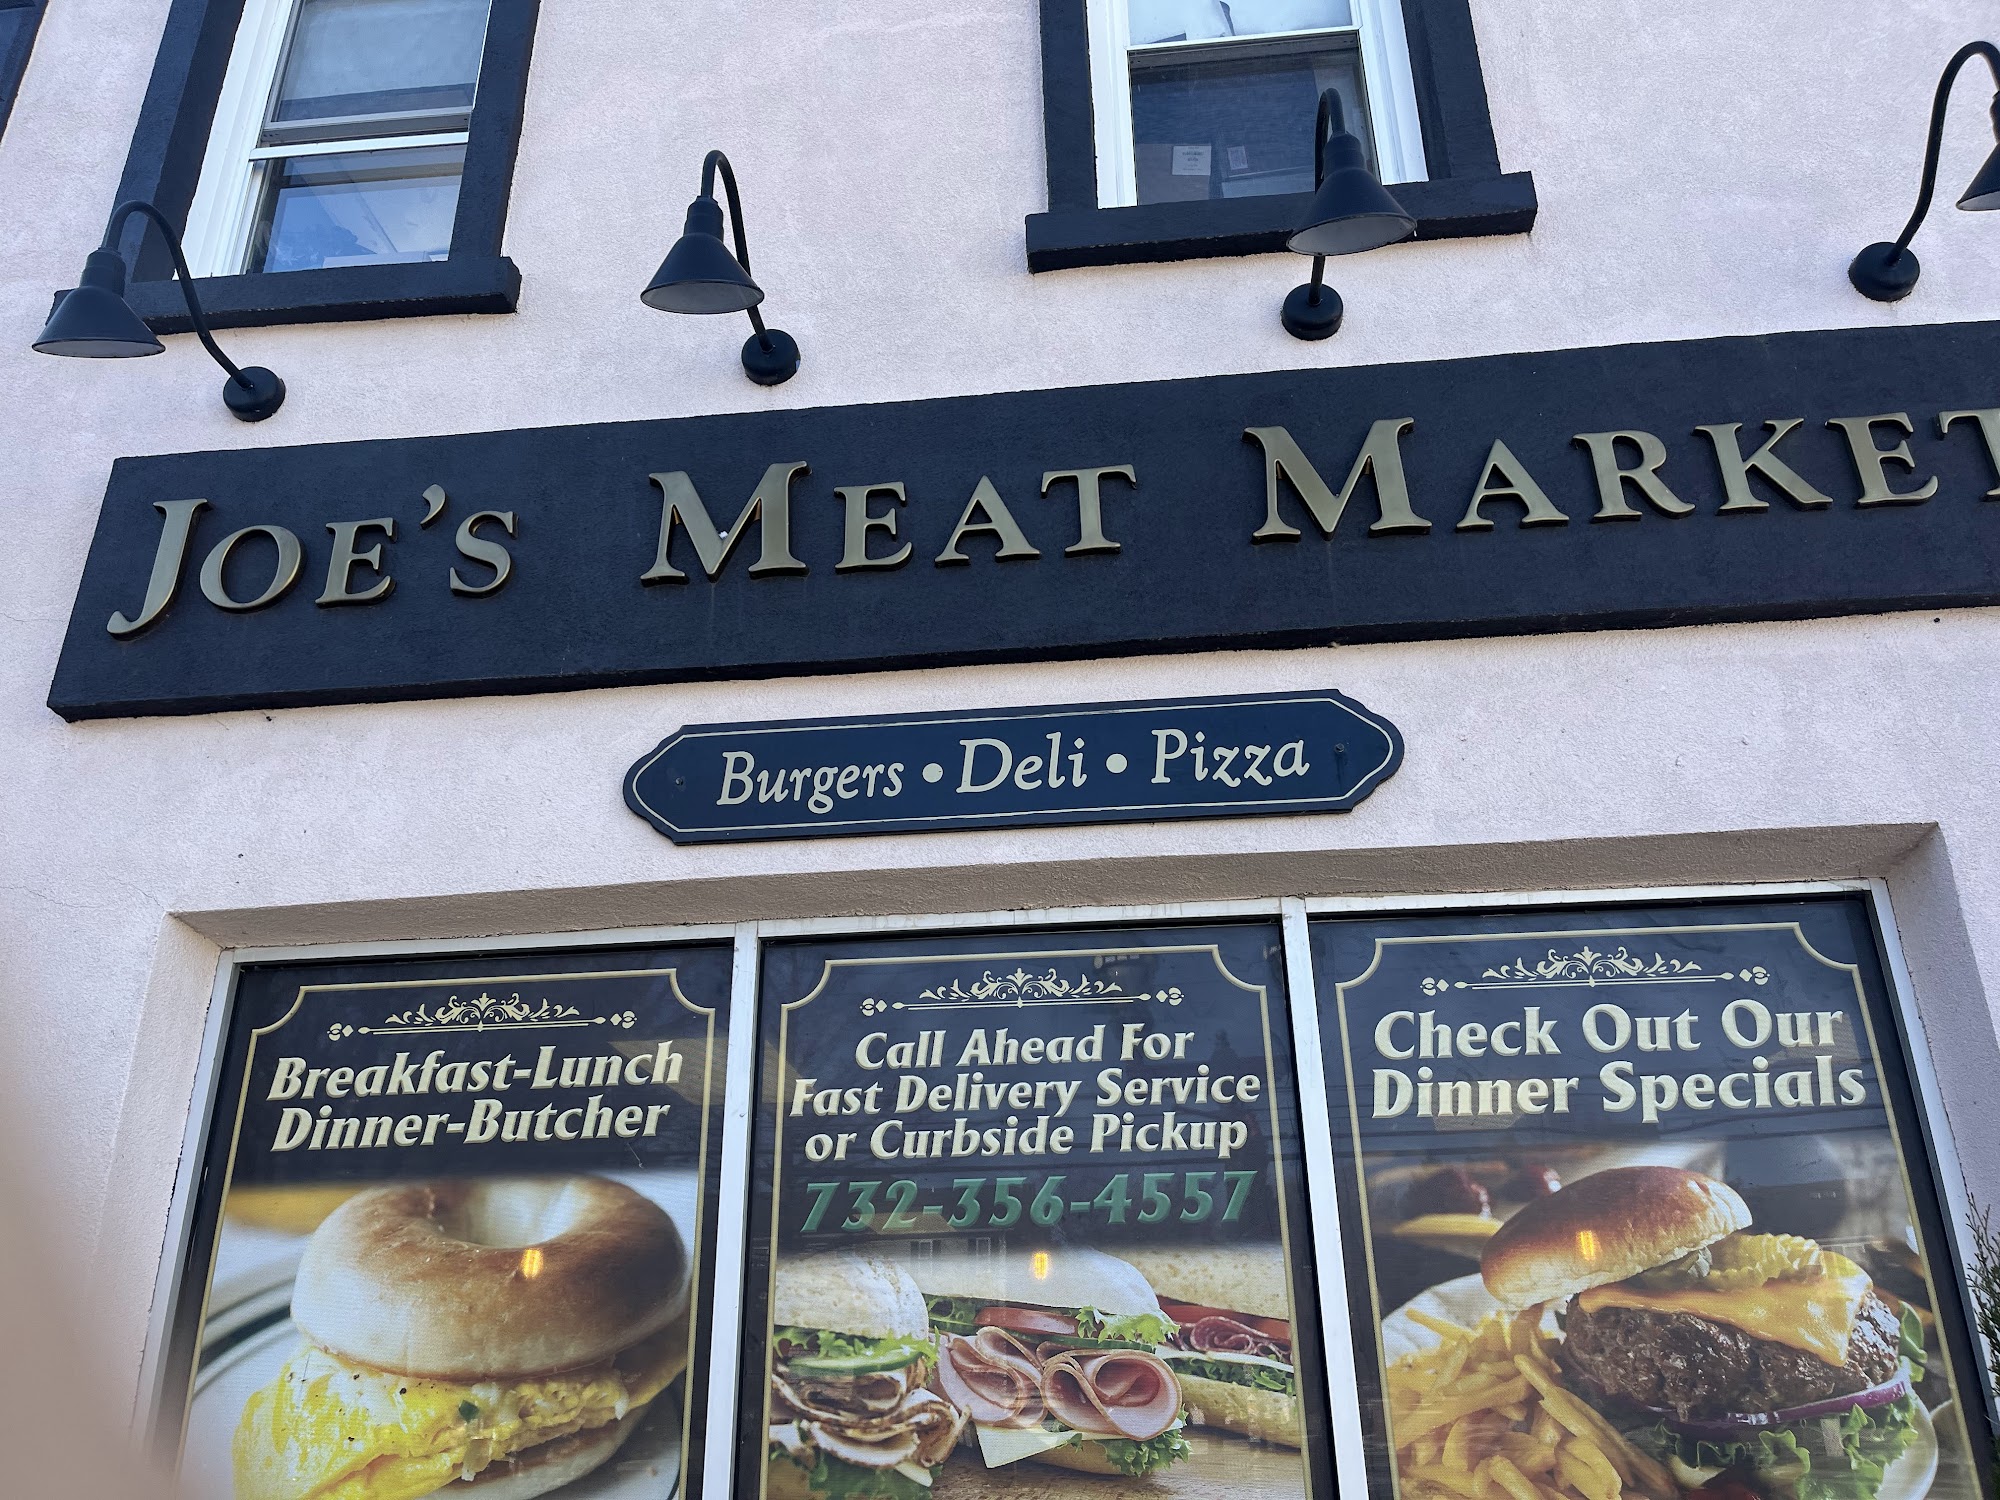 JOE'S MEAT MARKET
Burgers • Deli • Pizza
Breakfast-Lunch
Dinner-Butcher
Call Ahead For
Fast Delivery Service
or Curbside Pickup
732-356-4557
Check Out Our
Dinner Specials